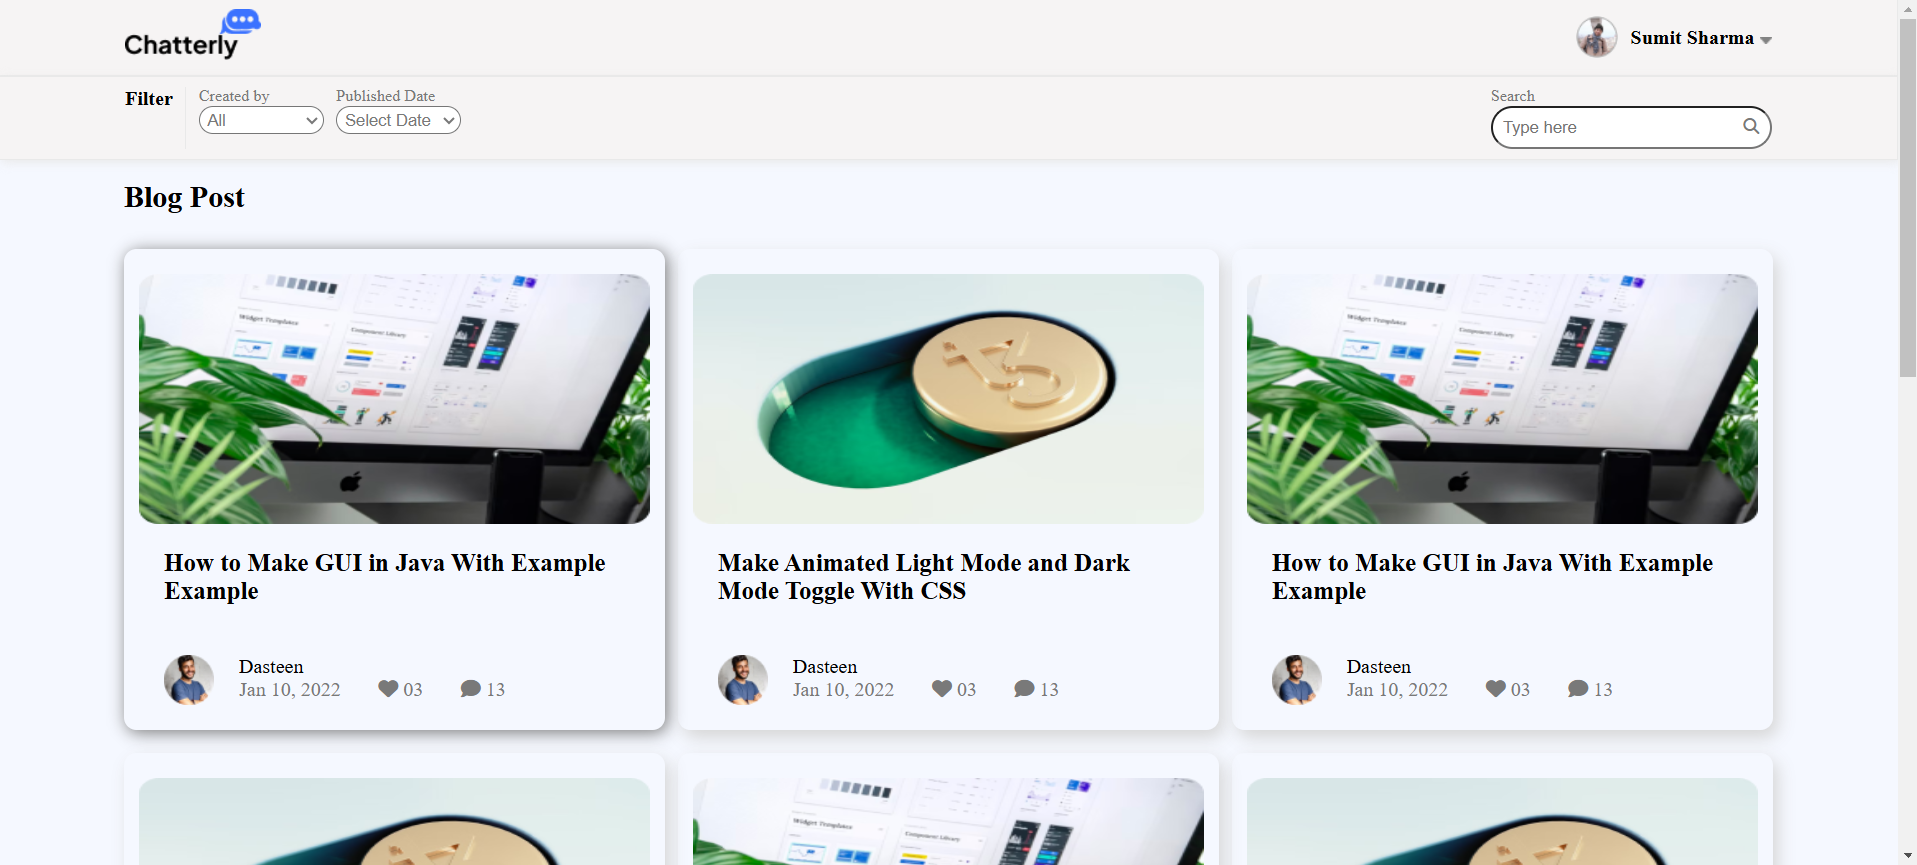 Chatterly
Sumit Sharma
Filter
Created by
Published Date
Search
All
Select Date
Type here
Blog Post
Widget Templates
Component Library
Widget Templates
Component Library
How to Make GUI in Java With Example
Example
Make Animated Light Mode and Dark
Mode Toggle With CSS
How to Make GUI in Java With Example
Example
Dasteen
Jan 10, 2022
03
13
Dasteen
Jan 10, 2022
03
13
Dasteen
Jan 10, 2022
03
13
Widget Templates
Component Library